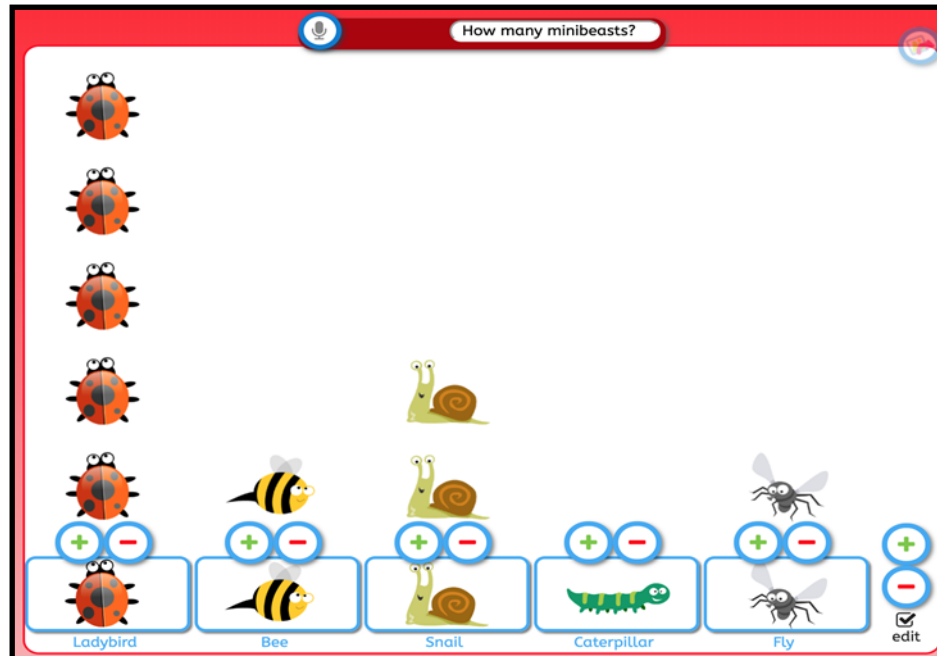 How many minibeasts?
Ladybird
Bee
Snail
Caterpillar
Fly
edit